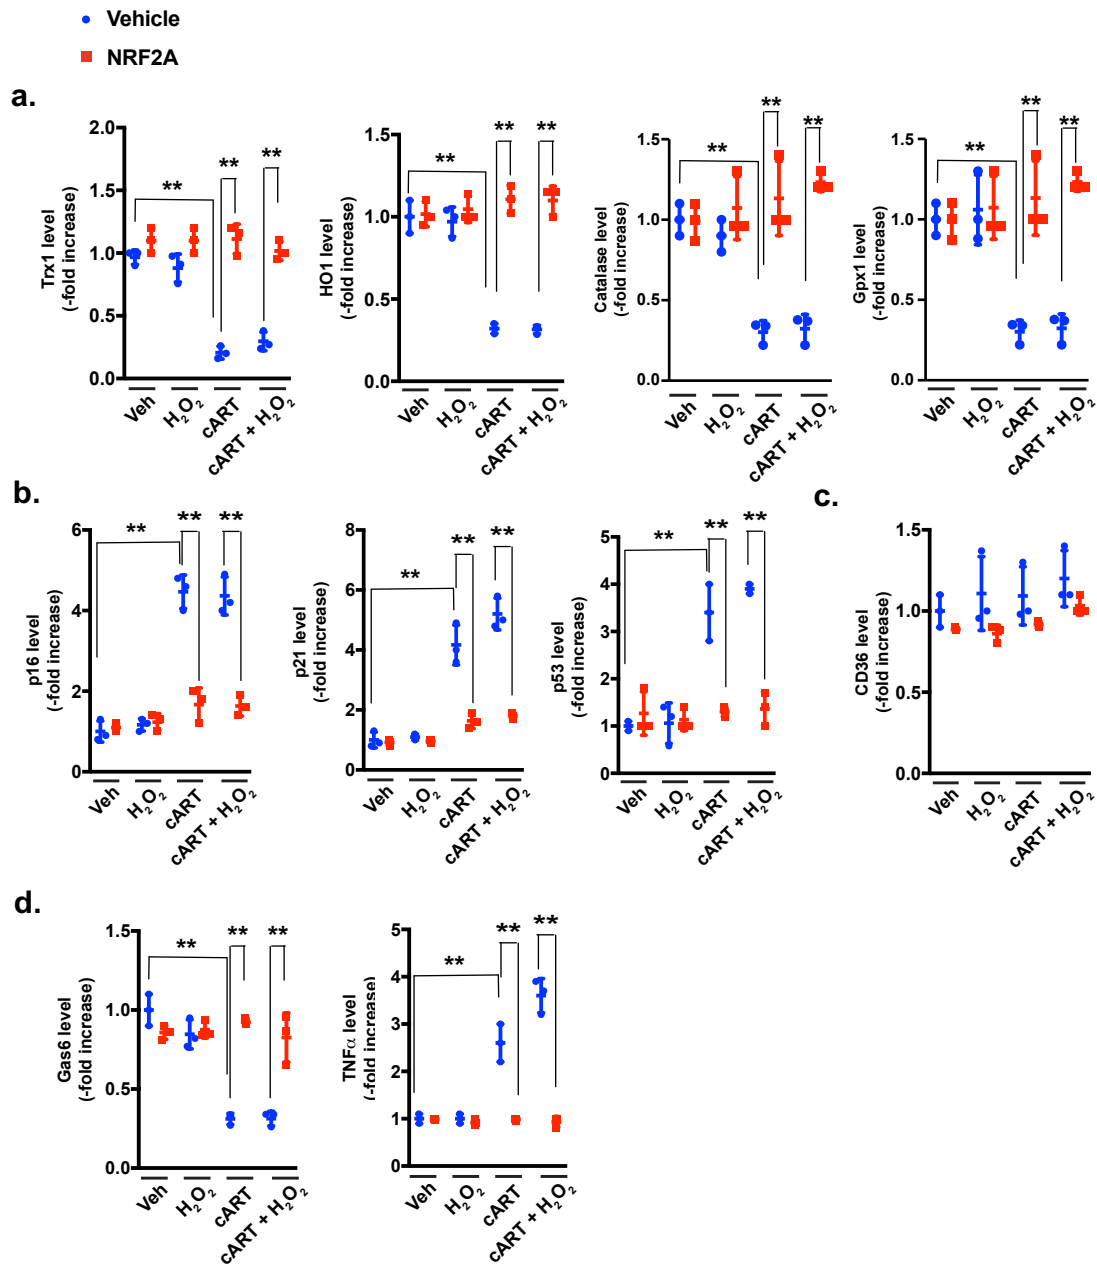 Vehicle
NRF2A
a.
Trx1 level
(-fold increase)
2.0
1.5
1.0
0.5
0.0
**
**
**
Veh
H2O2
cART
cART + H2O2
HO1 level
(-fold increase)
1.5
1.0
0.5
0.0
**
**
**
Veh
H2O2
cART
cART + H2O2
Catalase level
(-fold increase)
1.5
1.0
0.5
0.0
**
**
**
Veh
H2O2
cART
cART + H2O2
Gpx1 level
(-fold increase)
1.5
1.0
0.5
0.0
**
**
**
Veh
H2O2
cART
cART + H2O2
b.
p16 level
(-fold increase)
6
4
2
0
**
**
**
Veh
H2O2
cART
cART + H2O2
p21 level
(-fold increase)
8
6
4
2
0
**
**
**
Veh
H2O2
cART
cART + H2O2
p53 level
(-fold increase)
5
4
3
2
1
0
**
**
**
Veh
H2O2
cART
cART + H2O2
c.
CD36 level
(-fold increase)
1.5
1.0
0.5
0.0
Veh
H2O2
cART
cART + H2O2
d.
Gas6 level
(-fold increase)
1.5
1.0
0.5
0.0
**
**
**
Veh
H2O2
cART
cART + H2O2
TNFα level
(-fold increase)
5
4
3
2
1
0
**
**
**
Veh
H2O2
cART
cART + H2O2